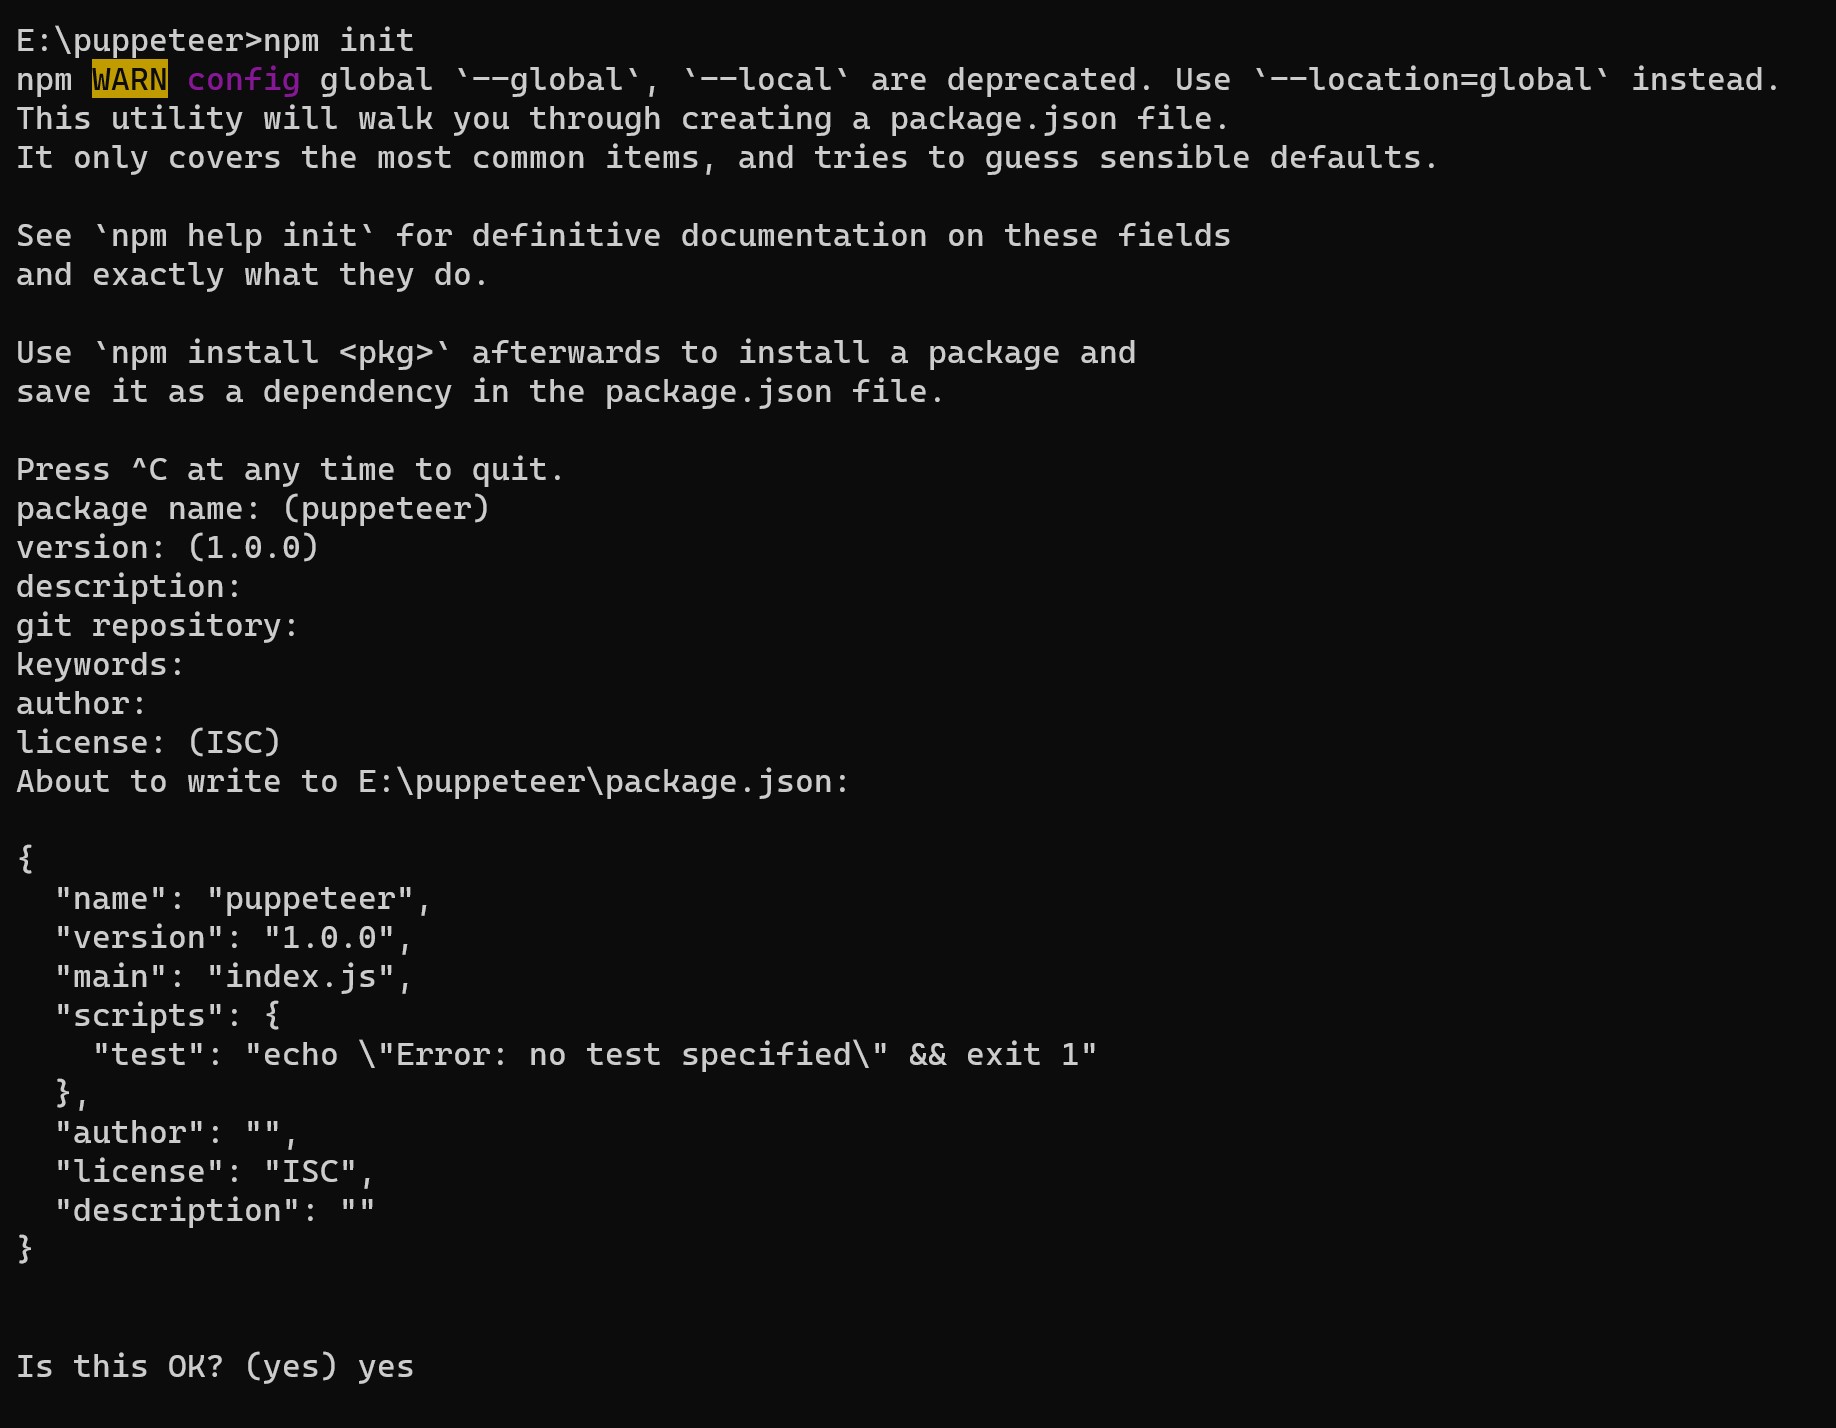 E:\puppeteer>npm init
npm WARN config global `--global`, `--local` are deprecated. Use `--location=global` instead.
This utility will walk you through creating a package.json file.
It only covers the most common items, and tries to guess sensible defaults.

See `npm help init` for definitive documentation on these fields
and exactly what they do.

Use `npm install <pkg>` afterwards to install a package and
save it as a dependency in the package.json file.

Press ^C at any time to quit.
package name: (puppeteer)
version: (1.0.0)
description:
git repository:
keywords:
author:
license: (ISC)
About to write to E:\puppeteer\package.json:

{
  "name": "puppeteer",
  "version": "1.0.0",
  "main": "index.js",
  "scripts": {
    "test": "echo \"Error: no test specified\" && exit 1"
  },
  "author": "",
  "license": "ISC",
  "description": ""
}


Is this OK? (yes) yes